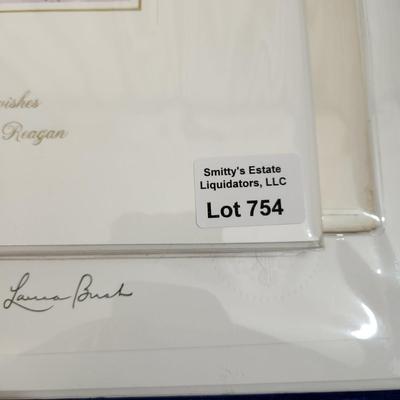 wishes
Reagan
Smitty's Estate
Liquidators, LLC
Lot 754
Laura Bush